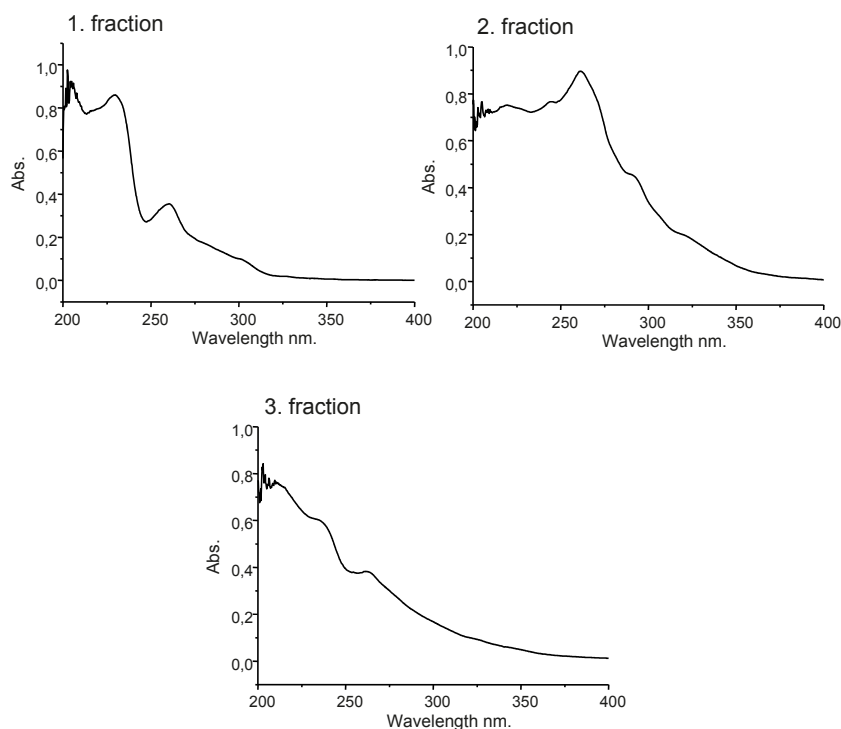 1. fraction
1,0
0,8
0,6
0,4
0,2
0,0
Abs.
200 250 300 350 400
Wavelength nm.
2. fraction
1,0
0,8
0,6
0,4
0,2
0,0
Abs.
200 250 300 350 400
Wavelength nm.
3. fraction
1,0
0,8
0,6
0,4
0,2
0,0
Abs.
200 250 300 350 400
Wavelength nm.